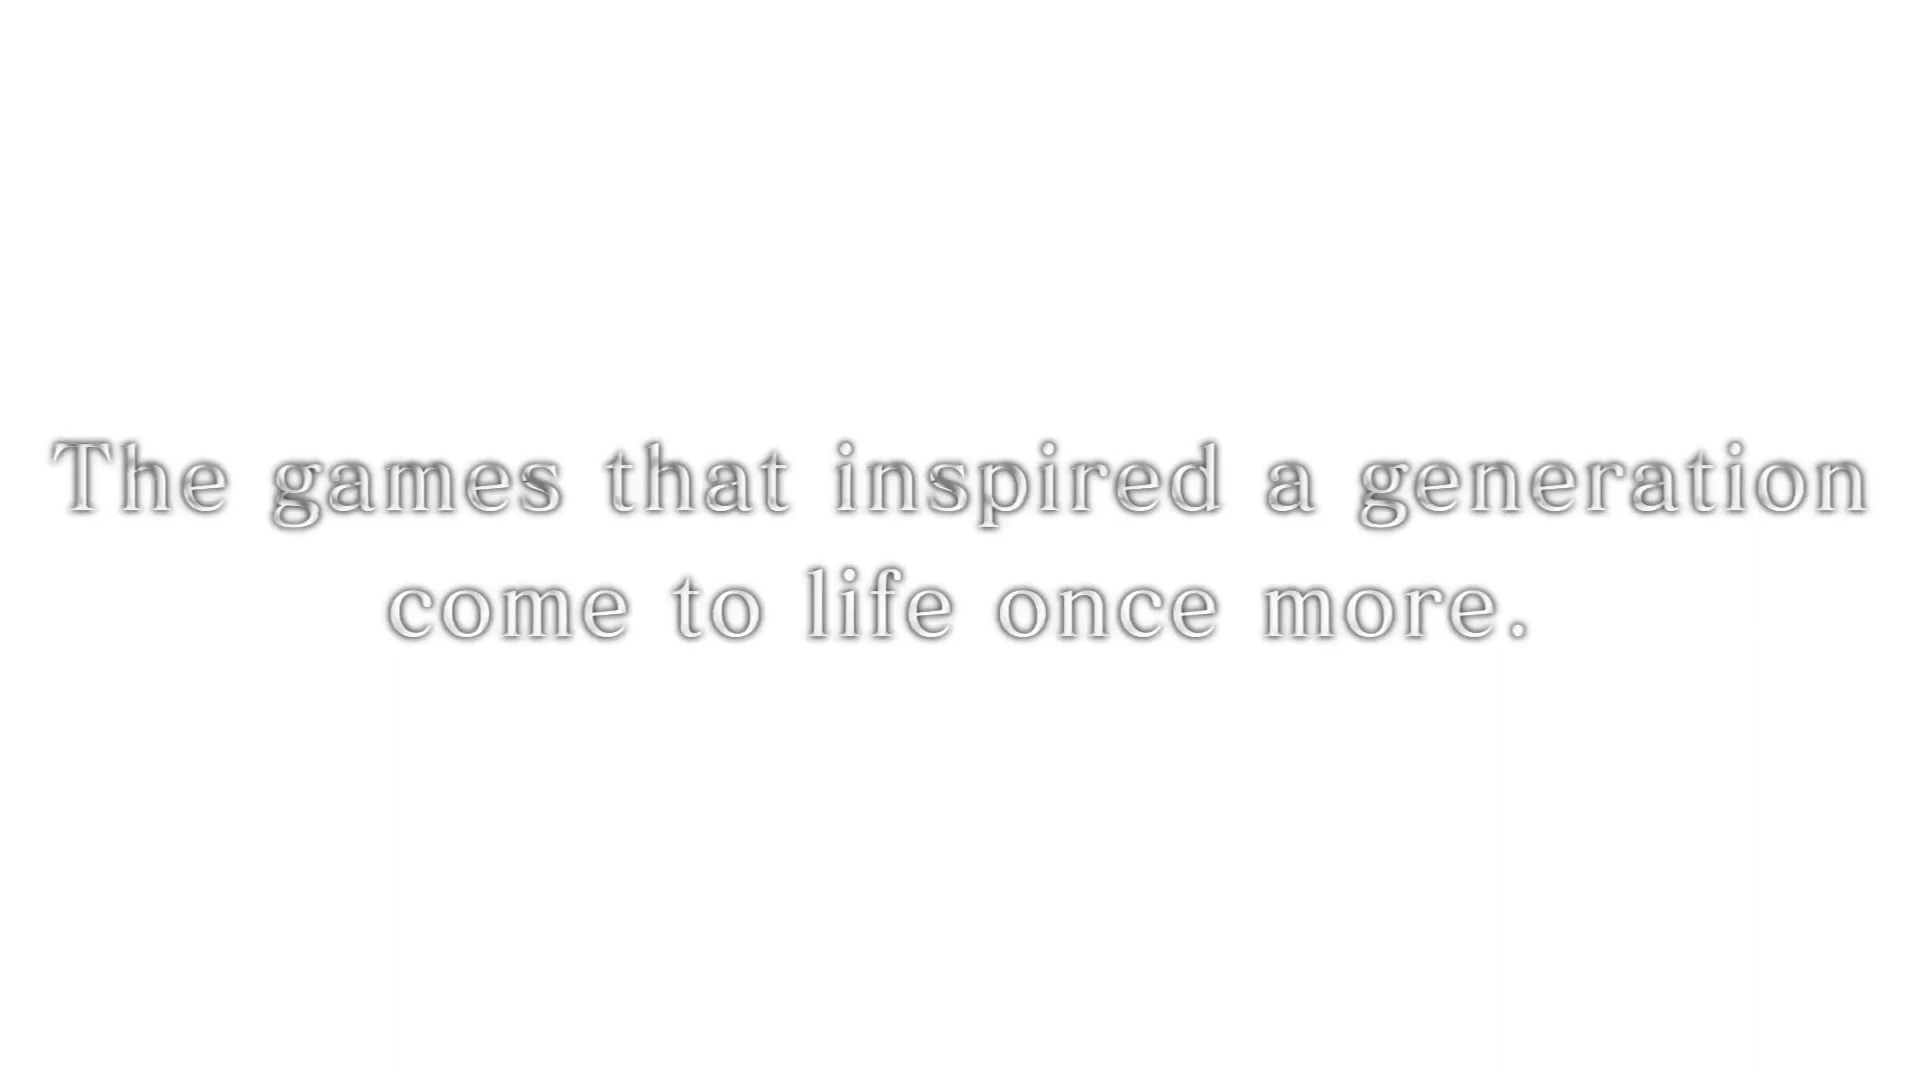 The games that inspired a generation
come to life once more.